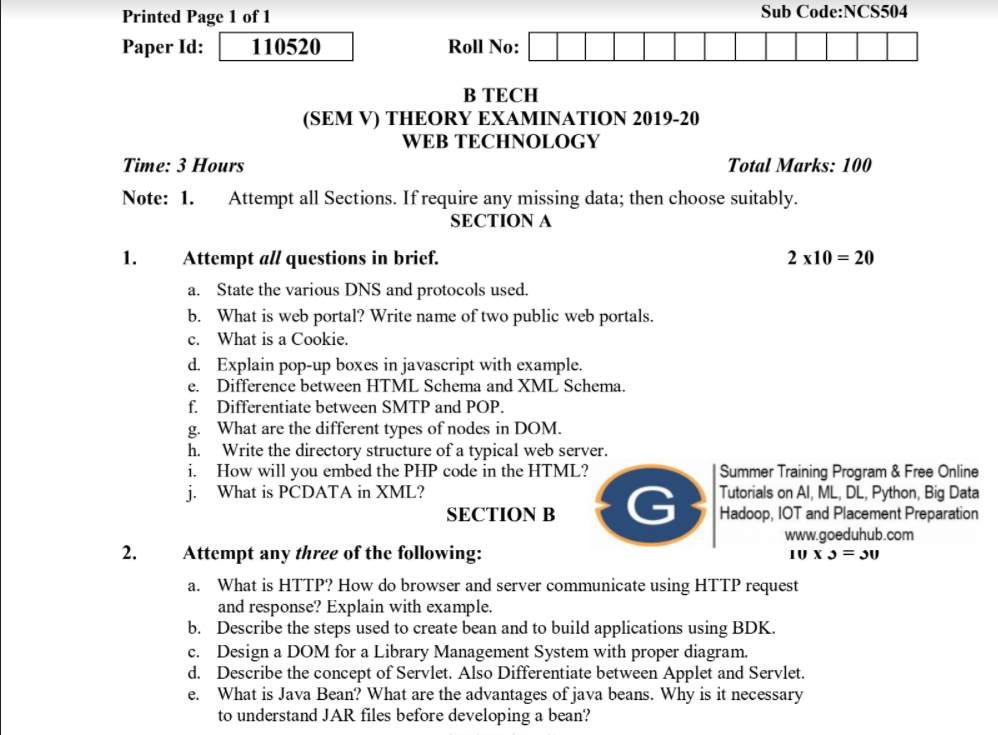 Printed Page 1 of 1
Sub Code:NCS504
Paper Id: 110520 Roll No:
B TECH
(SEM V) THEORY EXAMINATION 2019-20
WEB TECHNOLOGY
Time: 3 Hours Total Marks: 100
Note: 1. Attempt all Sections. If require any missing data; then choose suitably.
SECTION A
1. Attempt all questions in brief. 2 x10 = 20
a. State the various DNS and protocols used.
b. What is web portal? Write name of two public web portals.
c. What is a Cookie.
d. Explain pop-up boxes in javascript with example.
e. Difference between HTML Schema and XML Schema.
f. Differentiate between SMTP and POP.
g. What are the different types of nodes in DOM.
h. Write the directory structure of a typical web server.
i. How will you embed the PHP code in the HTML?
j. What is PCDATA in XML?
G
Summer Training Program & Free Online
Tutorials on AI, ML, DL, Python, Big Data
Hadoop, IOT and Placement Preparation
www.goeduhub.com
SECTION B
2. Attempt any three of the following: 10 x 3 = 30
a. What is HTTP? How do browser and server communicate using HTTP request
and response? Explain with example.
b. Describe the steps used to create bean and to build applications using BDK.
c. Design a DOM for a Library Management System with proper diagram.
d. Describe the concept of Servlet. Also Differentiate between Applet and Servlet.
e. What is Java Bean? What are the advantages of java beans. Why is it necessary
to understand JAR files before developing a bean?